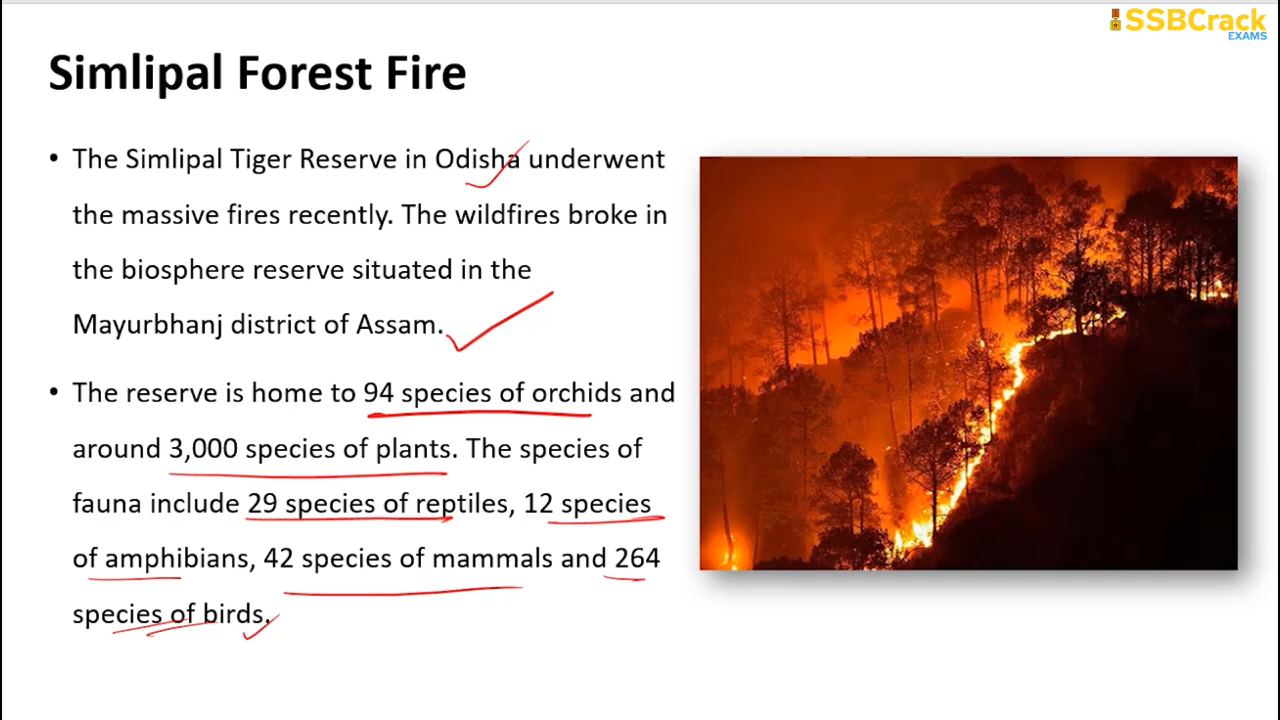 SSBCrack
EXAMS
Simlipal Forest Fire
• The Simlipal Tiger Reserve in Odisha underwent
the massive fires recently. The wildfires broke in
the biosphere reserve situated in the
Mayurbhanj district of Assam.
• The reserve is home to 94 species of orchids and
around 3,000 species of plants. The species of
fauna include 29 species of reptiles, 12 species
of amphibians, 42 species of mammals and 264
species of birds.